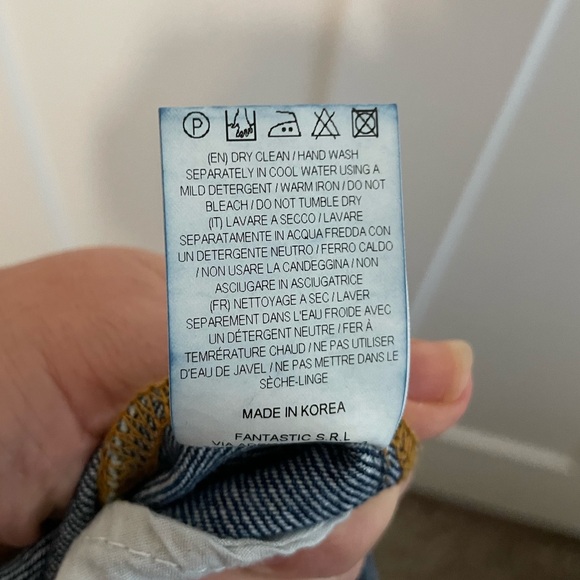 P
(EN) DRY CLEAN / HAND WASH
SEPARATELY IN COOL WATER USING A
MILD DETERGENT / WARM IRON / DO NOT
BLEACH / DO NOT TUMBLE DRY
(IT) LAVARE A SECCO / LAVARE
SEPARATAMENTE IN ACQUA FREDDA CON
UN DETERGENTE NEUTRO / FERRO CALDO
/ NON USARE LA CANDEGGINA / NON
ASCIUGARE IN ASCIUGATRICE
(FR) NETTOYAGE A SEC / LAVER
SEPAREMENT DANS L'EAU FROIDE AVEC
UN DÉTERGENT NEUTRE / FER À
TEMRÉRATURE CHAUD / NE PAS UTILISER
D'EAU DE JAVEL / NE PAS METTRE DANS LE
SÈCHE-LINGE
MADE IN KOREA
FANTASTIC S.R.L
VIA